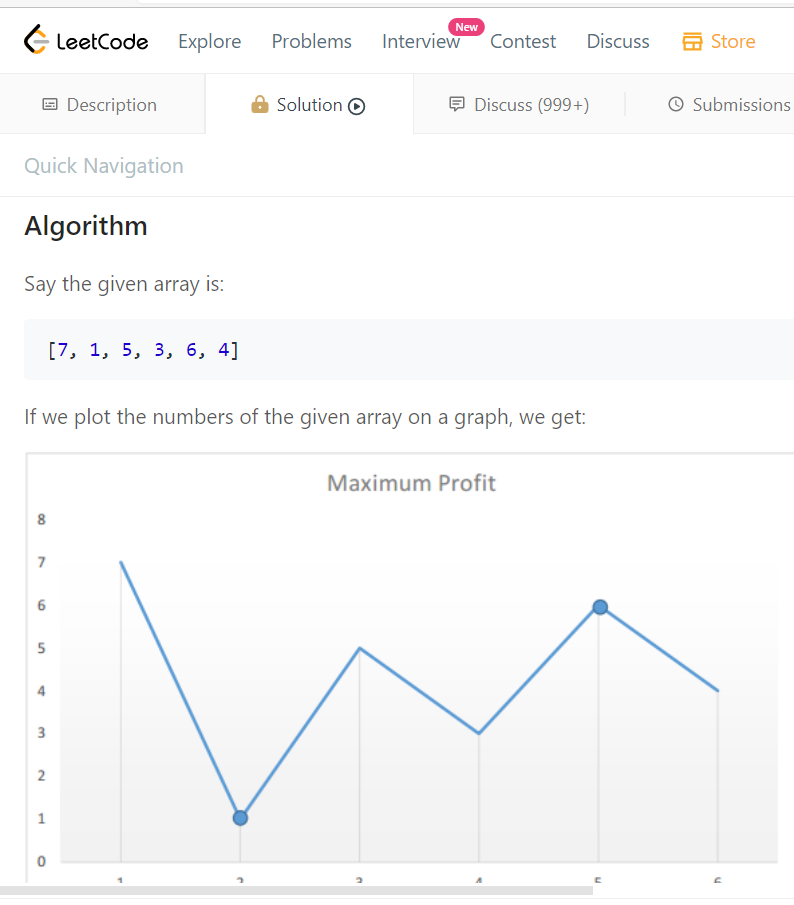 LeetCode Explore Problems Interview New Contest Discuss Store
Description Solution Discuss (999+) Submissions
Quick Navigation
Algorithm
Say the given array is:
[7, 1, 5, 3, 6, 4]
If we plot the numbers of the given array on a graph, we get:
Maximum Profit
8
7
6
5
4
3
2
1
0
1 2 3 4 5 6